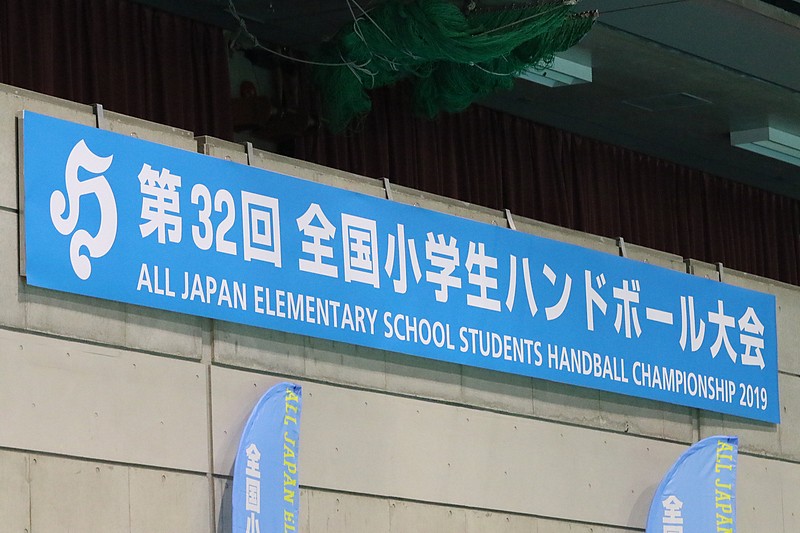 第32回 全国小学生ハンドボール大会
ALL JAPAN ELEMENTARY SCHOOL STUDENTS HANDBALL CHAMPIONSHIP 2019
ALL JAPAN EL
全国小
ALL JAPAN
全国